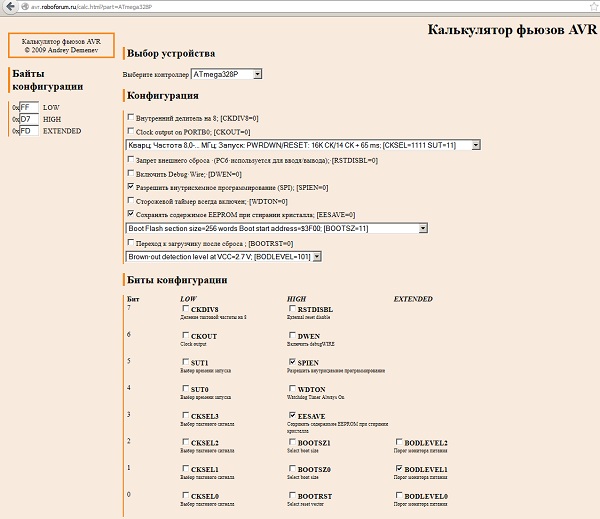 avr.roboforum.ru/calc.html?part=ATmega328P
Калькулятор фьюзов AVR
Калькулятор фьюзов AVR
© 2009 Andrey Demenev
Байты
конфигурации
0x FF LOW
0x D7 HIGH
0x FD EXTENDED
Выбор устройства
Выберите контроллер ATmega328P
Конфигурация
Внутренний делитель на 8; [CKDIV8=0]
Clock output on PORTB0; [CKOUT=0]
Кварц; Частота 8.0-... МГц; Запуск: PWRDWN/RESET: 16K CK/14 CK + 65 ms; [CKSEL=1111 SUT=11]
Запрет внешнего сброса (PC6 используется для ввода/вывода); [RSTDISBL=0]
Включить Debug Wire; [DWEN=0]
Разрешить внутрисхемное программирование (SPI); [SPIEN=0]
Сторожевой таймер всегда включен; [WDTON=0]
Сохранять содержимое EEPROM при стирании кристалла; [EESAVE=0]
Boot Flash section size=256 words Boot start address=$3F00; [BOOTSZ=11]
Переход к загрузчику после сброса ; [BOOTRST=0]
Brown-out detection level at VCC=2.7 V; [BODLEVEL=101]
Биты конфигурации
Бит LOW HIGH EXTENDED
7 CKDIV8 RSTDISBL
Деление тактовой частоты на 8 External reset disable
6 CKOUT DWEN
Clock output Включить debugWIRE
5 SUT1 SPIEN
Выбор времени запуска Разрешить внутрисхемное программирование
4 SUT0 WDTON
Выбор времени запуска Watchdog Timer Always On
3 CKSEL3 EESAVE
Выбор тактового сигнала Сохранять содержимое EEPROM при стирании
кристалла
2 CKSEL2 BOOTSZ1 BODLEVEL2
Выбор тактового сигнала Select boot size Порог монитора питания
1 CKSEL1 BOOTSZ0 BODLEVEL1
Выбор тактового сигнала Select boot size Порог монитора питания
0 CKSEL0 BOOTRST BODLEVEL0
Выбор тактового сигнала Select reset vector Порог монитора питания